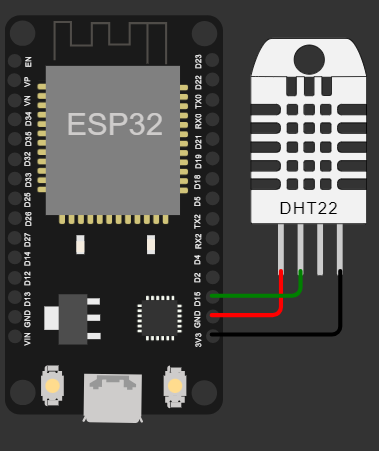 EN
VP
VN
D34
D35
D32
D33
D25
D26
D27
D14
D12
D13
GND
VIN
ESP32
D23
D22
TX0
RX0
D21
D19
D18
D5
TX2
RX2
D4
D2
D15
GND
3V3
DHT22